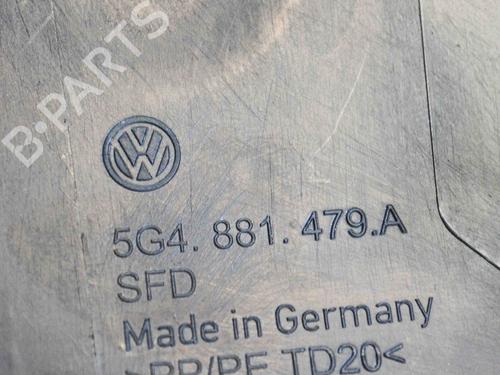 B-PARTS
5G4. 881. 479.A
SFD
Made in Germany
>PP/PE TD20<